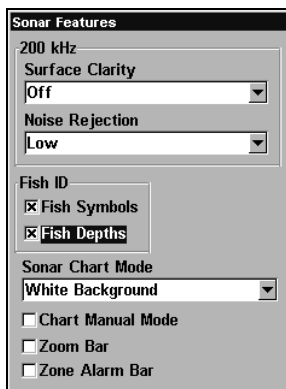 Sonar Features
200 kHz
Surface Clarity
Off
Noise Rejection
Low
Fish ID
Fish Symbols
Fish Depths
Sonar Chart Mode
White Background
Chart Manual Mode
Zoom Bar
Zone Alarm Bar